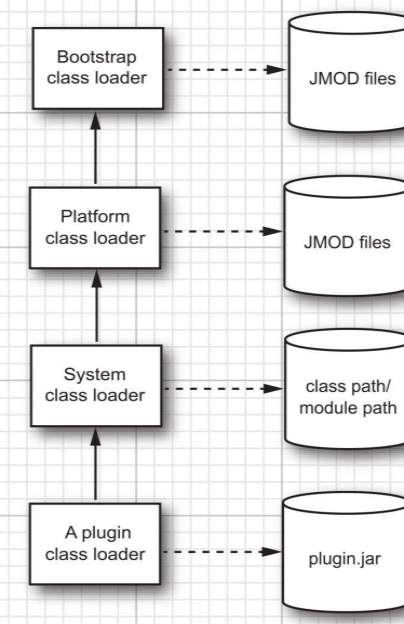 Bootstrap
class loader
JMOD files
Platform
class loader
JMOD files
System
class loader
class path/
module path
A plugin
class loader
plugin.jar